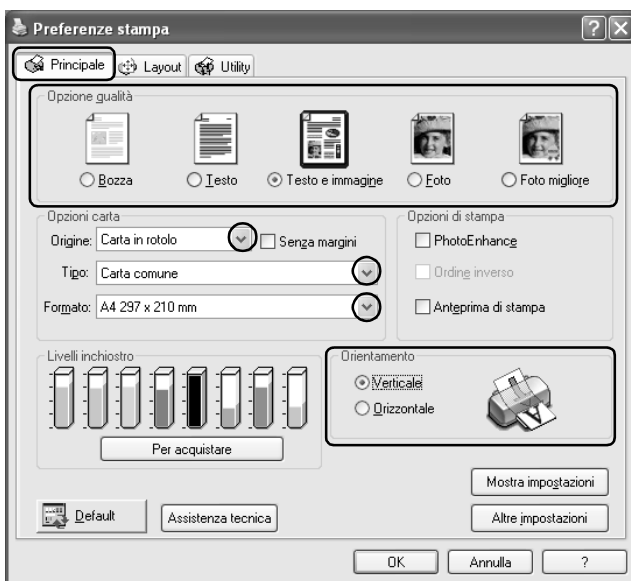 Preferenze stampa
Principale Layout Utility
Opzione qualità
Bozza Testo Testo e immagine Foto Foto migliore
Opzioni carta
Origine: Carta in rotolo Senza margini
Tipo: Carta comune
Formato: A4 297 x 210 mm
Opzioni di stampa
PhotoEnhance
Ordine inverso
Anteprima di stampa
Livelli inchiostro
Per acquistare
Orientamento
Verticale
Orizzontale
Mostra impostazioni
Default Assistenza tecnica Altre impostazioni
OK Annulla ?